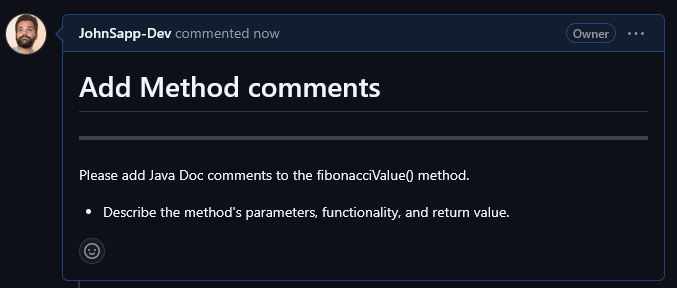 JohnSapp-Dev commented now
Owner
Add Method comments
Please add Java Doc comments to the fibonacciValue() method.
Describe the method's parameters, functionality, and return value.